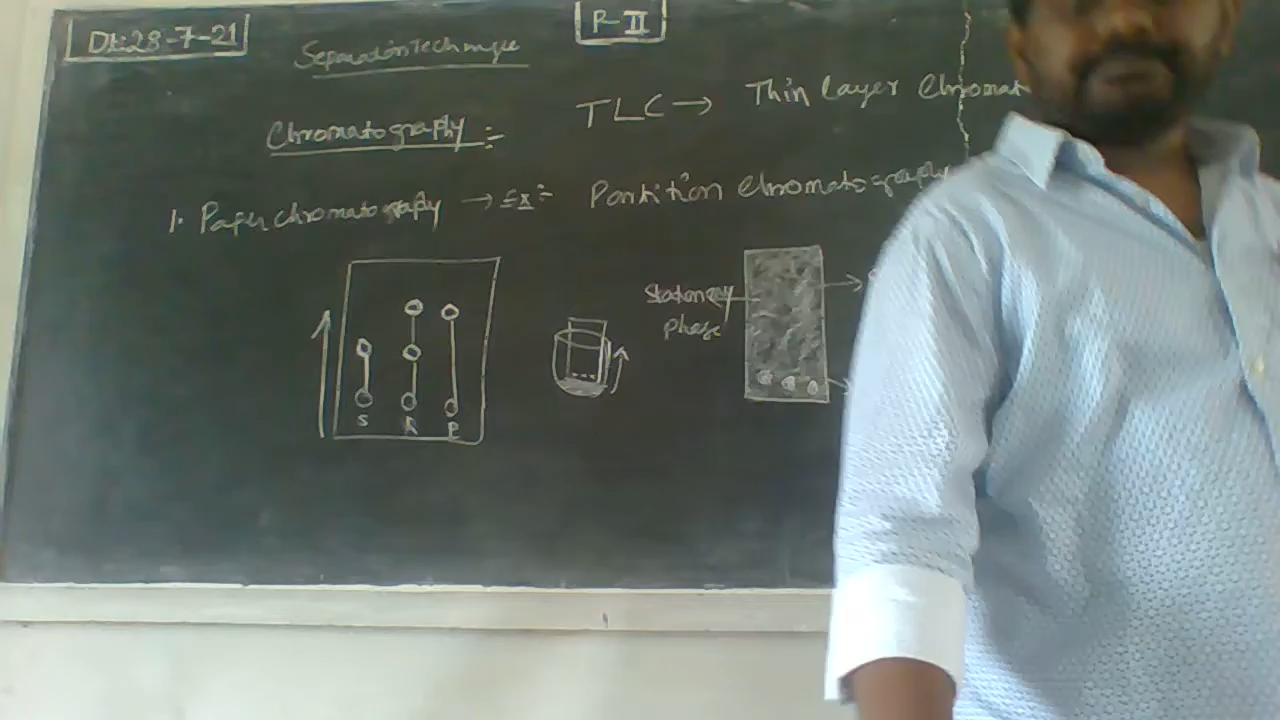 Dt:28-7-21
P-II
Separation Technique
TLC → Thin Layer Chromat
Chromatography :-
1. Paper chromatography → Ex:- Partition Chromatography
Stationery
phase
S R P